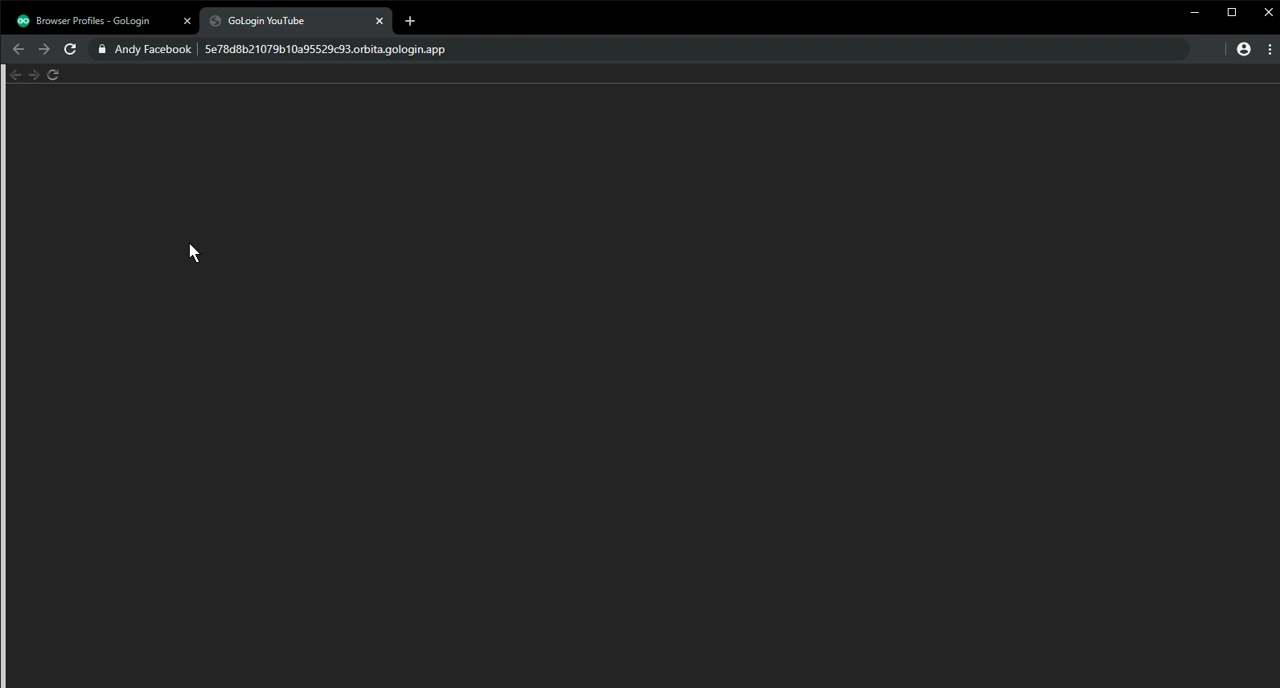 Browser Profiles - GoLogin
GoLogin YouTube
Andy Facebook | 5e78d8b21079b10a95529c93.orbita.gologin.app